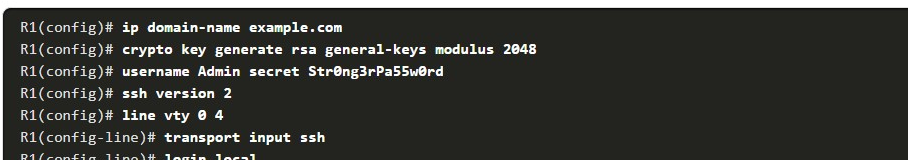 R1(config)# ip domain-name example.com
R1(config)# crypto key generate rsa general-keys modulus 2048
R1(config)# username Admin secret Str0ng3rPa55w0rd
R1(config)# ssh version 2
R1(config)# line vty 0 4
R1(config-line)# transport input ssh
R1(config-line)# login local